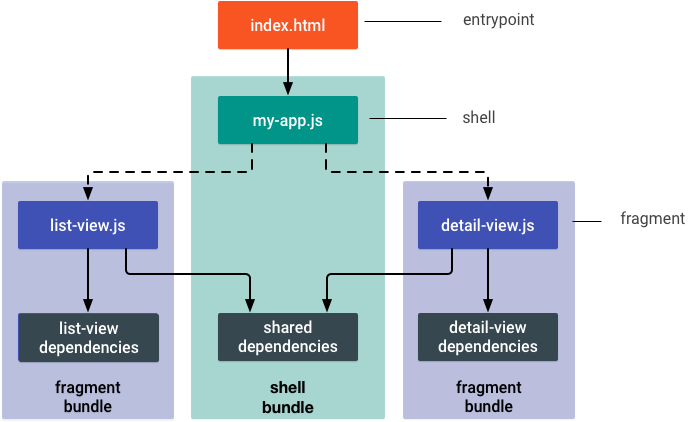 index.html
entrypoint
my-app.js
shell
list-view.js
detail-view.js
fragment
list-view
dependencies
shared
dependencies
detail-view
dependencies
fragment
bundle
shell
bundle
fragment
bundle